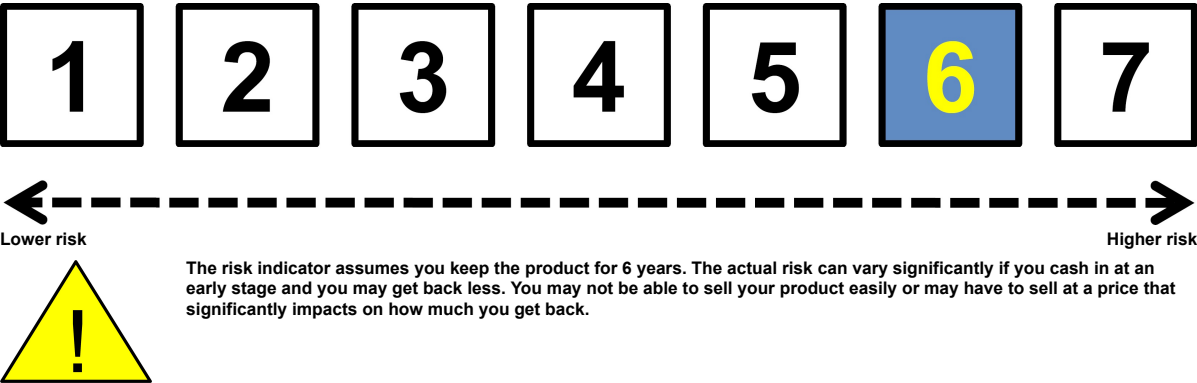 1 2 3 4 5 6 7
Lower risk Higher risk
The risk indicator assumes you keep the product for 6 years. The actual risk can vary significantly if you cash in at an
early stage and you may get back less. You may not be able to sell your product easily or may have to sell at a price that
significantly impacts on how much you get back.
!